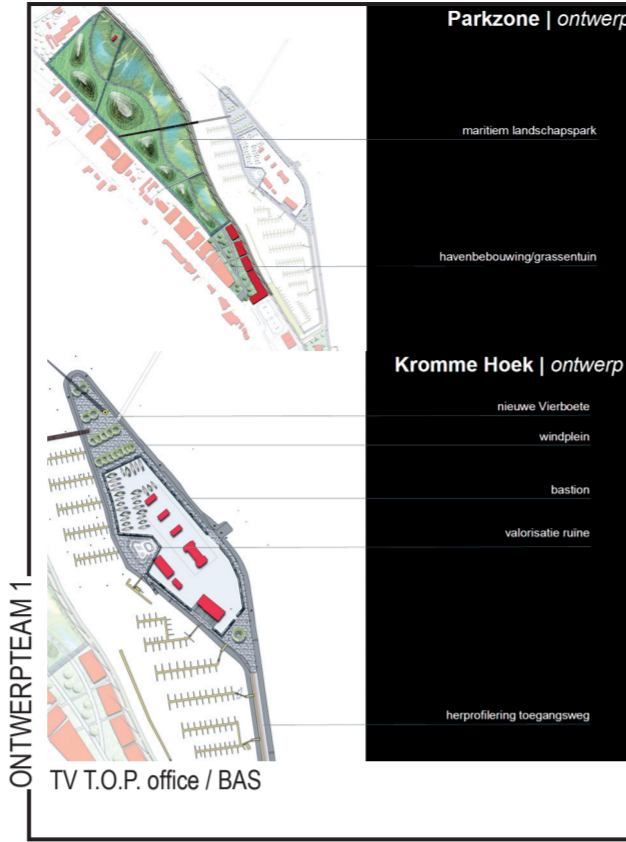 Parkzone | ontwerp
maritiem landschapspark
havenbebouwing/grassentuin
Kromme Hoek | ontwerp
nieuwe Vierboete
windplein
bastion
valorisatie ruïne
herprofilering toegangsweg
ONTWERPTEAM 1
TV T.O.P. office / BAS